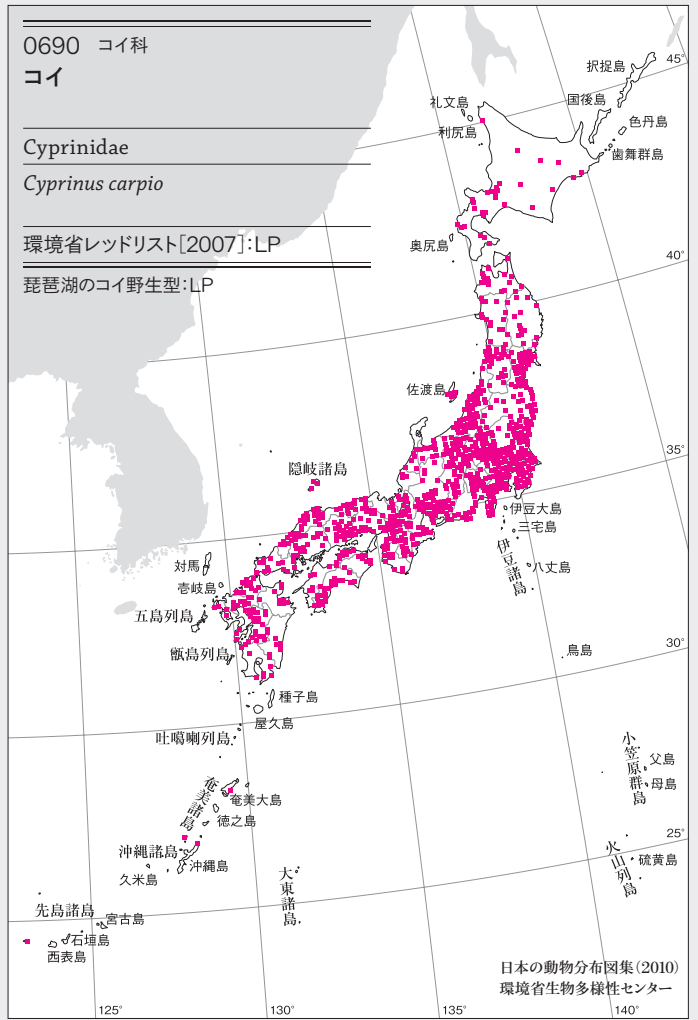 0690 コイ科
コイ
Cyprinidae
Cyprinus carpio
環境省レッドリスト[2007]:LP
琵琶湖のコイ野生型:LP
45°
択捉島
国後島
色丹島
歯舞群島
礼文島
利尻島
奥尻島
40°
佐渡島
35°
隠岐諸島
伊豆大島
三宅島
伊豆諸島
八丈島
対馬
壱岐島
五島列島
甑島列島
鳥島
30°
種子島
屋久島
吐噶喇列島
小笠原群島
父島
母島
奄美諸島
奄美大島
徳之島
25°
沖縄諸島
沖縄島
久米島
大東諸島
火山列島
硫黄島
先島諸島
宮古島
石垣島
西表島
日本の動物分布図集(2010)
環境省生物多様性センター
125°
130°
135°
140°